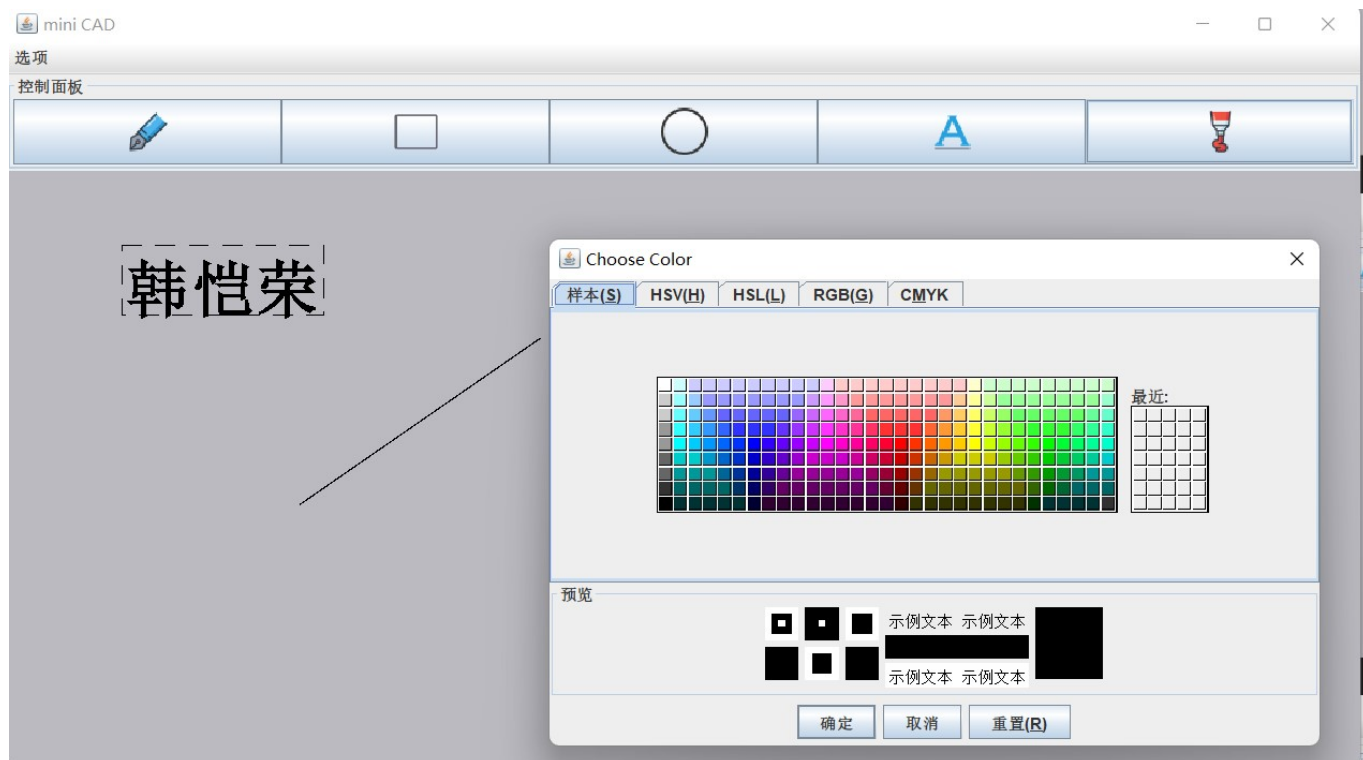 mini CAD
选项
控制面板
A
韩恺荣
Choose Color
样本(S) HSV(H) HSL(L) RGB(G) CMYK
最近:
预览
示例文本 示例文本
示例文本 示例文本
确定 取消 重置(R)